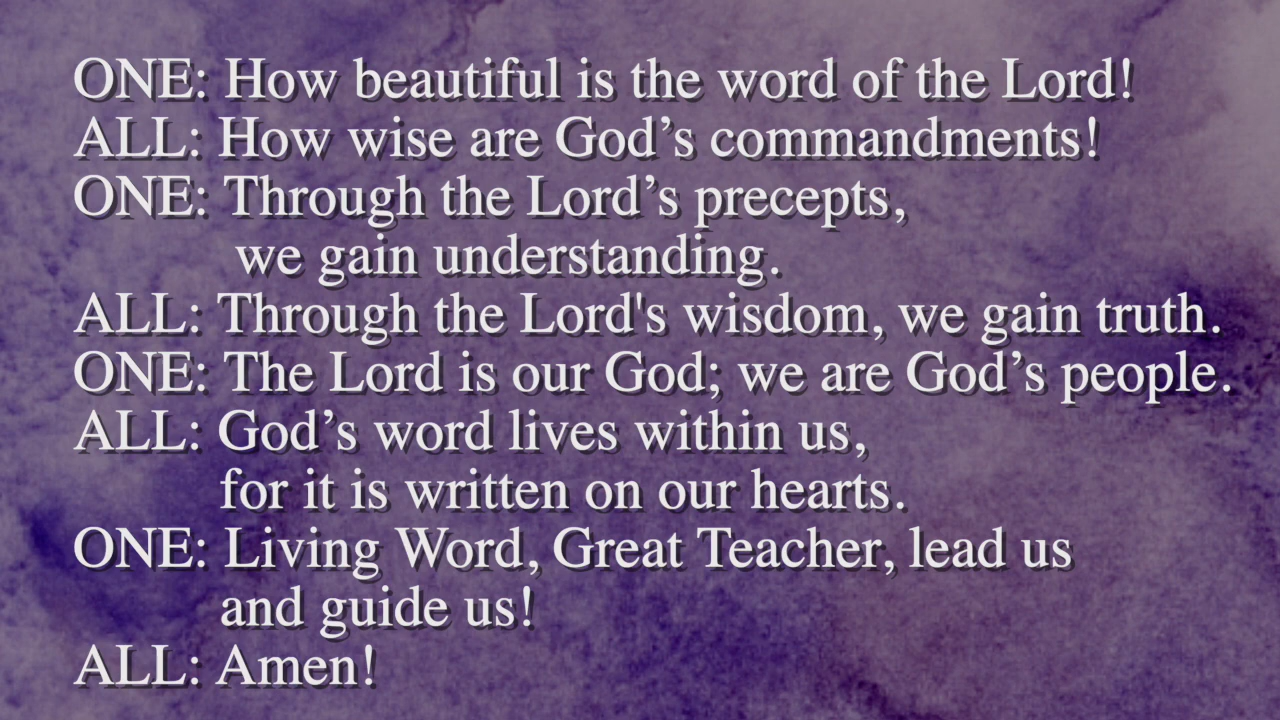 ONE: How beautiful is the word of the Lord!
ALL: How wise are God’s commandments!
ONE: Through the Lord’s precepts,
we gain understanding.
ALL: Through the Lord's wisdom, we gain truth.
ONE: The Lord is our God; we are God’s people.
ALL: God’s word lives within us,
for it is written on our hearts.
ONE: Living Word, Great Teacher, lead us
and guide us!
ALL: Amen!